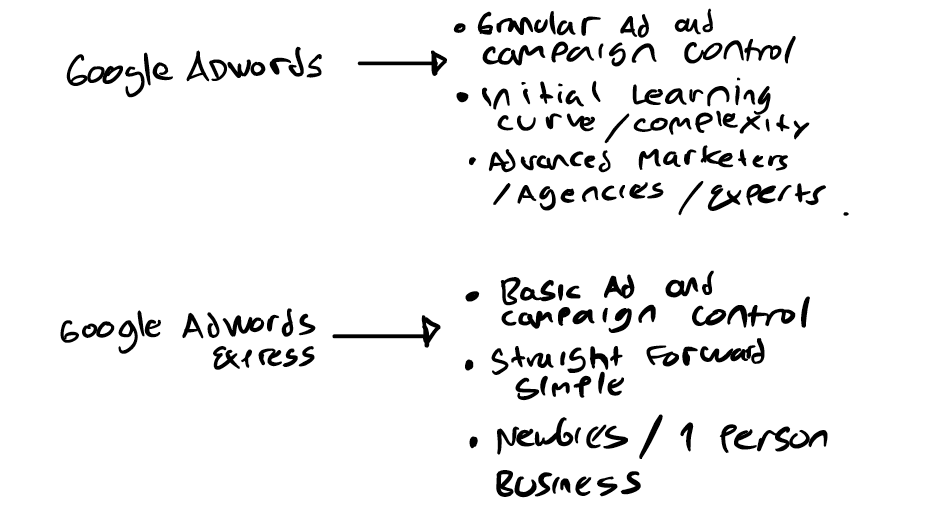 Google Adwords
• Granular Ad and
campaign control
• Initial Learning
curve/complexity
• Advanced Marketers
/Agencies/Experts.
Google Adwords
Express
• Basic Ad and
campaign control
• Straight Forward
Simple
• Newbies/1 Person
Business